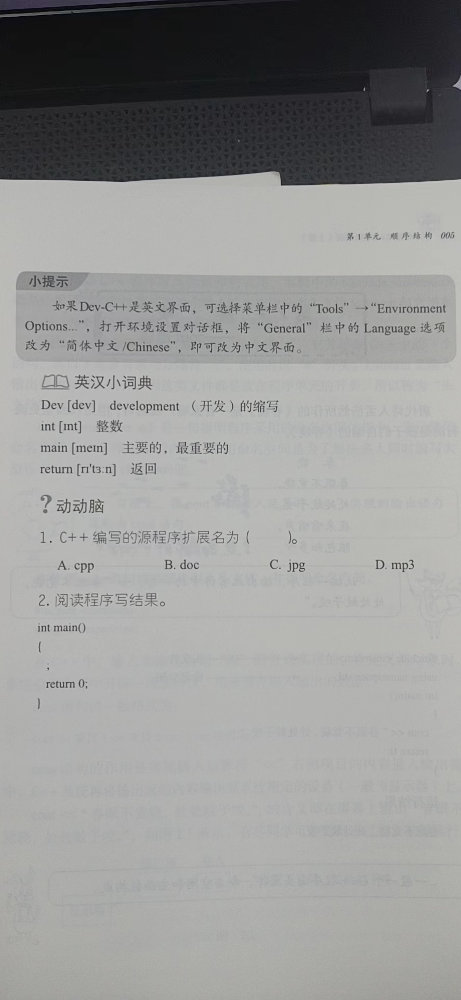 第1单元 顺序结构 005
小提示
如果Dev-C++是英文界面，可选择菜单栏中的“Tools”→“Environment
Options...”，打开环境设置对话框，将“General”栏中的 Language 选项
改为“简体中文/Chinese”，即可改为中文界面。
英汉小词典
Dev [dev] development （开发）的缩写
int [ɪnt] 整数
main [meɪn] 主要的，最重要的
return [rɪ'tɜ:n] 返回
? 动动脑
1. C++编写的源程序扩展名为（ ）。
A. cpp B. doc C. jpg D. mp3
2. 阅读程序写结果。
int main()
{
;
return 0;
}